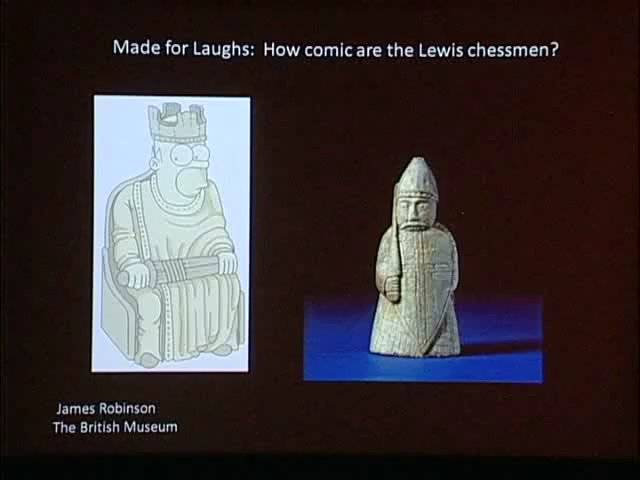 Made for Laughs: How comic are the Lewis chessmen?
James Robinson
The British Museum